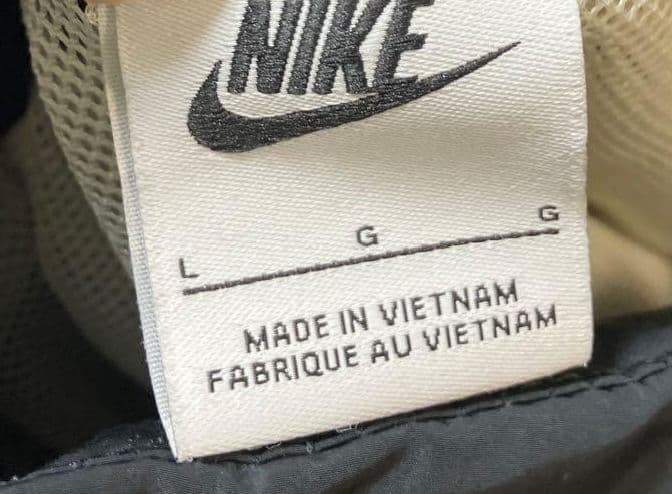 NIKE
L G G
MADE IN VIETNAM
FABRIQUE AU VIETNAM